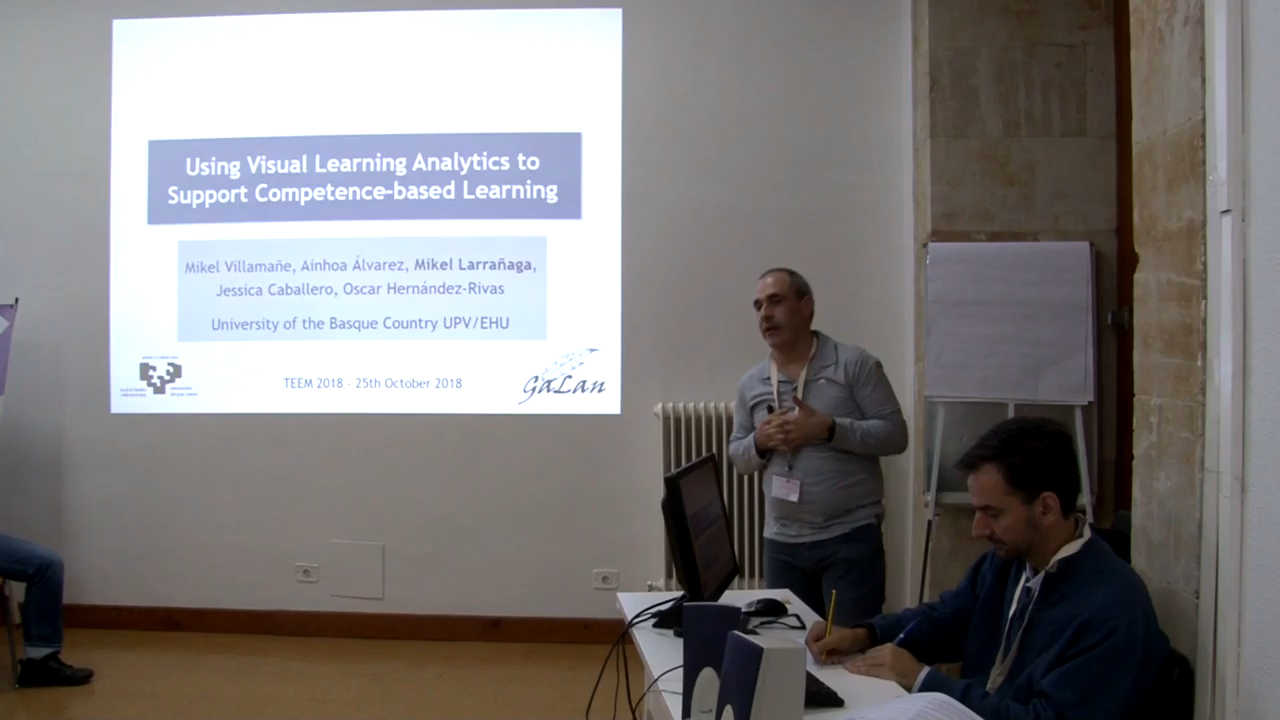 Using Visual Learning Analytics to
Support Competence-based Learning
Mikel Villamañe, Ainhoa Álvarez, Mikel Larrañaga,
Jessica Caballero, Oscar Hernández-Rivas
University of the Basque Country UPV/EHU
TEEM 2018 - 25th October 2018
GaLan